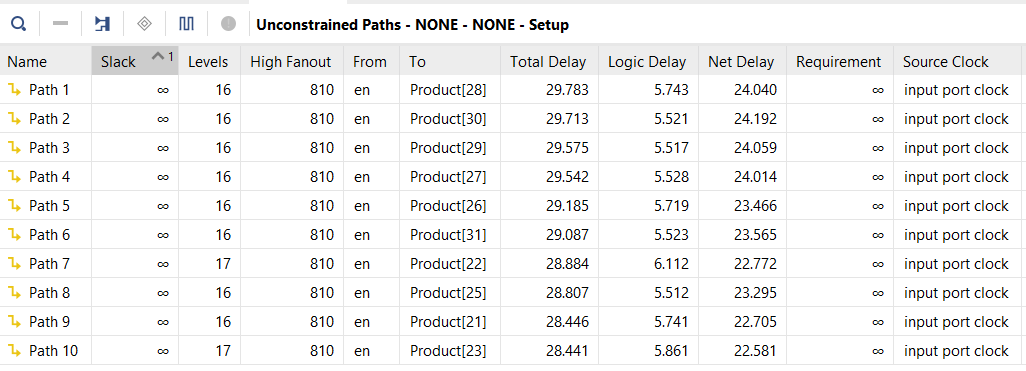 Unconstrained Paths - NONE - NONE - Setup
Name Slack 1 Levels High Fanout From To Total Delay Logic Delay Net Delay Requirement Source Clock
Path 1 ∞ 16 810 en Product[28] 29.783 5.743 24.040 ∞ input port clock
Path 2 ∞ 16 810 en Product[30] 29.713 5.521 24.192 ∞ input port clock
Path 3 ∞ 16 810 en Product[29] 29.575 5.517 24.059 ∞ input port clock
Path 4 ∞ 16 810 en Product[27] 29.542 5.528 24.014 ∞ input port clock
Path 5 ∞ 16 810 en Product[26] 29.185 5.719 23.466 ∞ input port clock
Path 6 ∞ 16 810 en Product[31] 29.087 5.523 23.565 ∞ input port clock
Path 7 ∞ 17 810 en Product[22] 28.884 6.112 22.772 ∞ input port clock
Path 8 ∞ 16 810 en Product[25] 28.807 5.512 23.295 ∞ input port clock
Path 9 ∞ 16 810 en Product[21] 28.446 5.741 22.705 ∞ input port clock
Path 10 ∞ 17 810 en Product[23] 28.441 5.861 22.581 ∞ input port clock